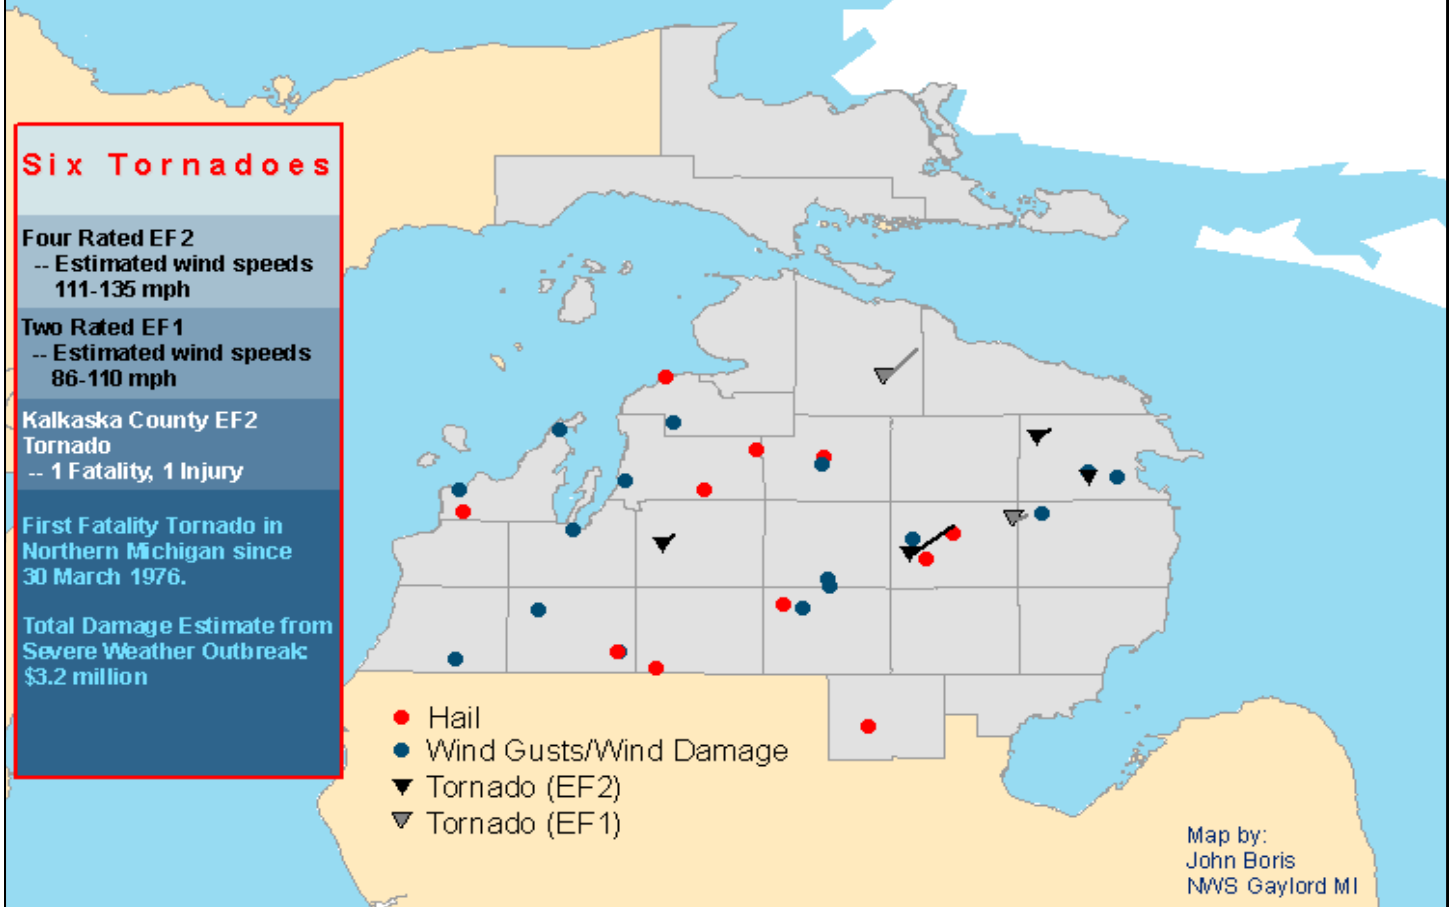 Six Tornadoes
Four Rated EF2
-- Estimated wind speeds
111-135 mph
Two Rated EF1
-- Estimated wind speeds
86-110 mph
Kalkaska County EF2
Tornado
-- 1 Fatality, 1 Injury
First Fatality Tornado in
Northern Michigan since
30 March 1976.
Total Damage Estimate from
Severe Weather Outbreak:
$3.2 million
Hail
Wind Gusts/Wind Damage
Tornado (EF2)
Tornado (EF1)
Map by:
John Boris
NWS Gaylord MI